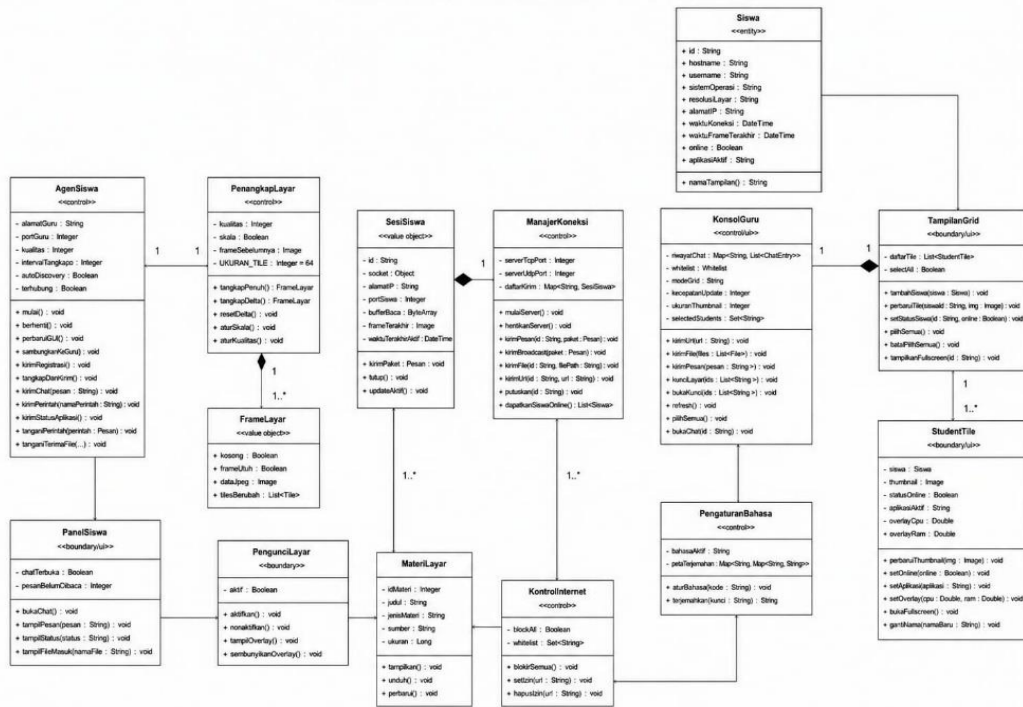 Siswa
<<entity>>
+ id : String
+ hostname : String
+ username : String
+ sistemOperasi : String
+ resolusiLayar : String
+ alamatIP : String
+ waktuKoneksi : DateTime
+ waktuFrameTerakhir : DateTime
+ online : Boolean
+ aplikasiAktif : String
+ namaTampilan() : String
AgenSiswa
<<control>>
- alamatGuru : String
- portGuru : Integer
- kualitas : Integer
- intervalTangkapo : Integer
- autoDiscovery : Boolean
- terhubung : Boolean
+ mulai() : void
+ berhenti() : void
+ perbaruiGUI() : void
+ sambungkanKeGuru() : void
+ kirimRegistrasi() : void
+ tangkapDanKirim() : void
+ kirimChat(pesan : String) : void
+ kirimPerintah(namaPerintah : String) : void
+ kirimStatusAplikasi() : void
+ tanganiPerintah(perintah : Pesan) : void
+ tanganiTerimaFile(...) : void
1
1
PenangkapLayar
<<control>>
- kualitas : Integer
- skala : Boolean
- frameSebelumnya : Image
- UKURAN_TILE : Integer = 64
+ tangkapPenuh() : FrameLayar
+ tangkapDelta() : FrameLayar
+ resetDelta() : void
+ aturSkala() : void
+ aturKualitas() : void
1
FrameLayar
<<value object>>
+ kosong : Boolean
+ frameUtuh : Boolean
+ dataJpeg : Image
+ tilesBerubah : List<Tile>
SesiSiswa
<<value object>>
- id : String
- socket : Object
- alamatIP : String
- portSiswa : Integer
- bufferBaca : ByteArray
- frameTerakhir : Image
- waktuTerakhirAktif : DateTime
+ kirimPaket : Pesan) : void
+ tutup() : void
+ updateAktif() : void
1
1..*
ManajerKoneksi
<<control>>
- serverTcpPort : Integer
- serverUdpPort : Integer
- daftarKirim : Map<String, SesiSiswa>
+ mulaiServer() : void
+ hentikanServer() : void
+ kirimPesan(id : String, paket : Pesan) : void
+ kirimBroadcast(paket : Pesan) : void
+ kirimFile(id : String, filePath : String) : void
+ kirimUrl(id : String, url : String) : void
+ putuskan(id : String) : void
+ dapatkanSiswaOnline() : List<Siswa>
1..*
KonsolGuru
<<control/ui>>
- riwayatChat : Map<String, List<ChatEntry>>
- whitelist : Whitelist
- modeGrid : String
- kecepatanUpdate : Integer
- ukuranThumbnail : Integer
- selectedStudents : Set<String>
+ kirimUrl(url : String) : void
+ kirimFile(files : List<File>) : void
+ kirimPesan(pesan : String) : void
+ kunciLayar(ids : List<String>) : void
+ bukaKunci(ids : List<String>) : void
+ refresh() : void
+ pilihSemua() : void
+ bukaChat(id : String) : void
1
1
TampilanGrid
<<boundary/ui>>
- daftarTile : List<StudentTile>
- selectAll : Boolean
+ tambahSiswa(siswa : Siswa) : void
+ perbaruiTile(siswaId : String, img : Image) : void
+ setStatusSiswa(id : String, online : Boolean) : void
+ pilihSemua() : void
+ batalPilihSemua() : void
+ tampilkanFullscreen(id : String) : void
1
1..*
StudentTile
<<boundary/ui>>
- siswa : Siswa
- thumbnail : Image
- statusOnline : Boolean
- aplikasiAktif : String
- overlayCpu : Double
+ overlayRam : Double
+ perbaruiThumbnail(img : Image) : void
+ setOnline(online : Boolean) : void
+ setAplikasi(aplikasi : String) : void
+ setOverlay(cpu : Double, ram : Double) : void
+ bukaFullscreen() : void
+ gantiNama(namaBaru : String) : void
PengaturanBahasa
<<control>>
- bahasaAktif : String
- petaTerjemahan : Map<String, Map<String, String>>
+ aturBahasa(kode : String) : void
+ terjemahkan(kunci : String) : String
PanelSiswa
<<boundary/ui>>
- chatTerbuka : Boolean
- pesanBelumDibaca : Integer
+ bukaChat() : void
+ tampilPesan(pesan : String) : void
+ tampilStatus(status : String) : void
+ tampilFileMasuk(namaFile : String) : void
PengunciLayar
<<boundary>>
- aktif : Boolean
+ aktifkan() : void
+ nonaktifkan() : void
+ tampilOverlay() : void
+ sembunyikanOverlay() : void
MateriLayar
- idMateri : Integer
- judul : String
- jenisMateri : String
- sumber : String
- ukuran : Long
+ tampilkan() : void
+ unduh() : void
+ perbarui() : void
KontrolInternet
<<control>>
- blockAll : Boolean
- whitelist : Set<String>
+ blokirSemua() : void
+ setIzin(url : String) : void
+ hapusIzin(url : String) : void